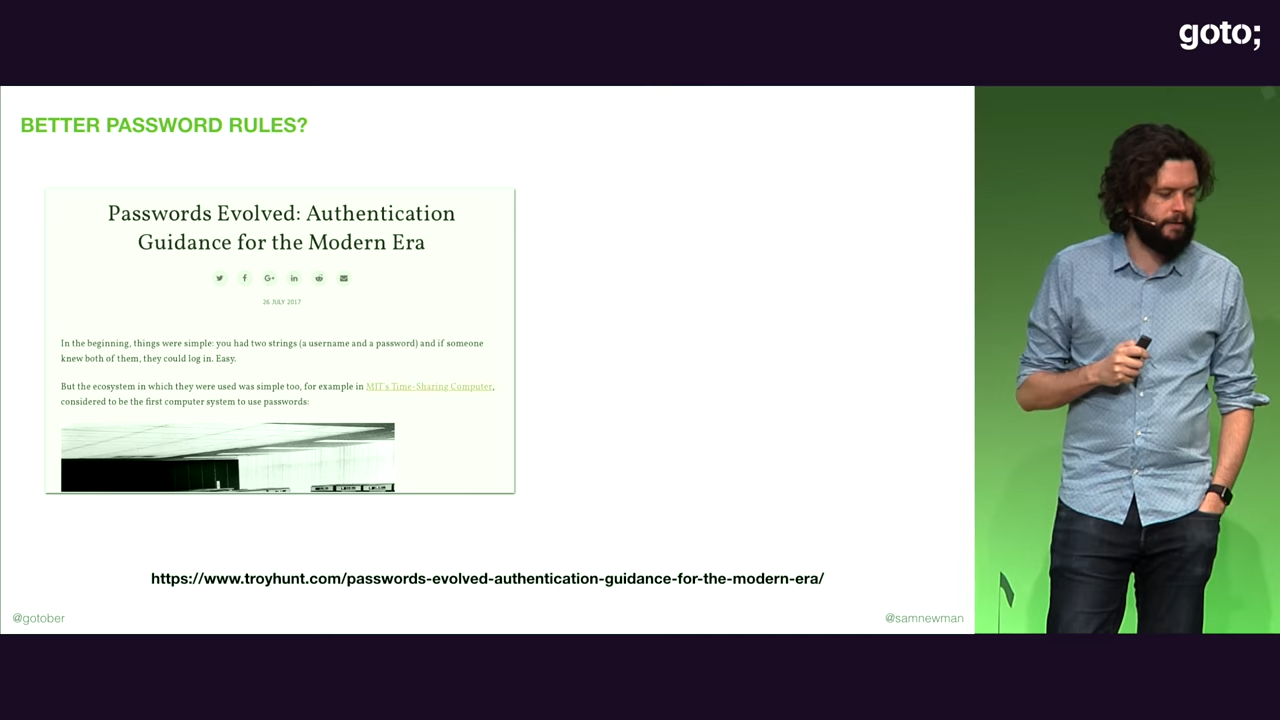 goto;
BETTER PASSWORD RULES?
Passwords Evolved: Authentication
Guidance for the Modern Era
26 JULY 2017
In the beginning, things were simple: you had two strings (a username and a password) and if someone
knew both of them, they could log in. Easy.
But the ecosystem in which they were used was simple too, for example in MIT's Time-Sharing Computer,
considered to be the first computer system to use passwords:
https://www.troyhunt.com/passwords-evolved-authentication-guidance-for-the-modern-era/
@gotober
@samnewman